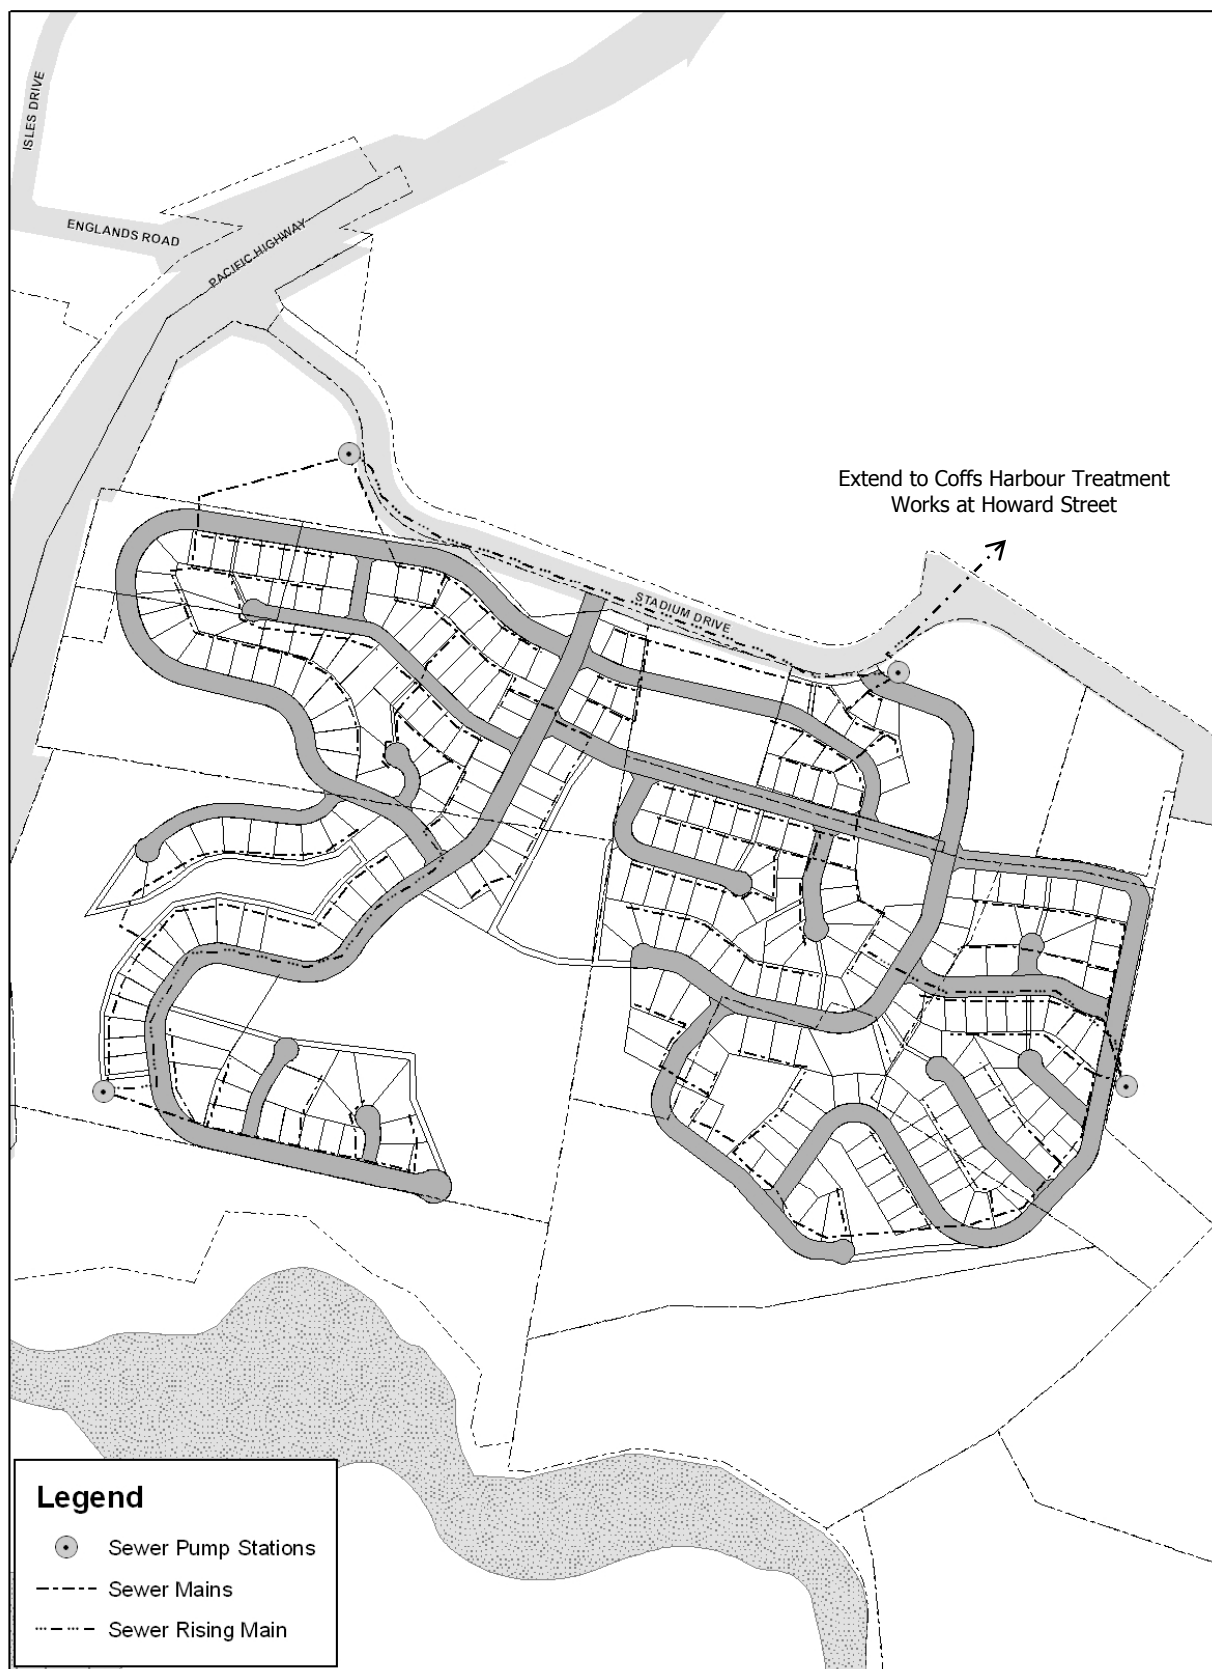 ISLES DRIVE
ENGLANDS ROAD
PACIFIC HIGHWAY
Extend to Coffs Harbour Treatment
Works at Howard Street
STADIUM DRIVE
Legend
Sewer Pump Stations
Sewer Mains
Sewer Rising Main